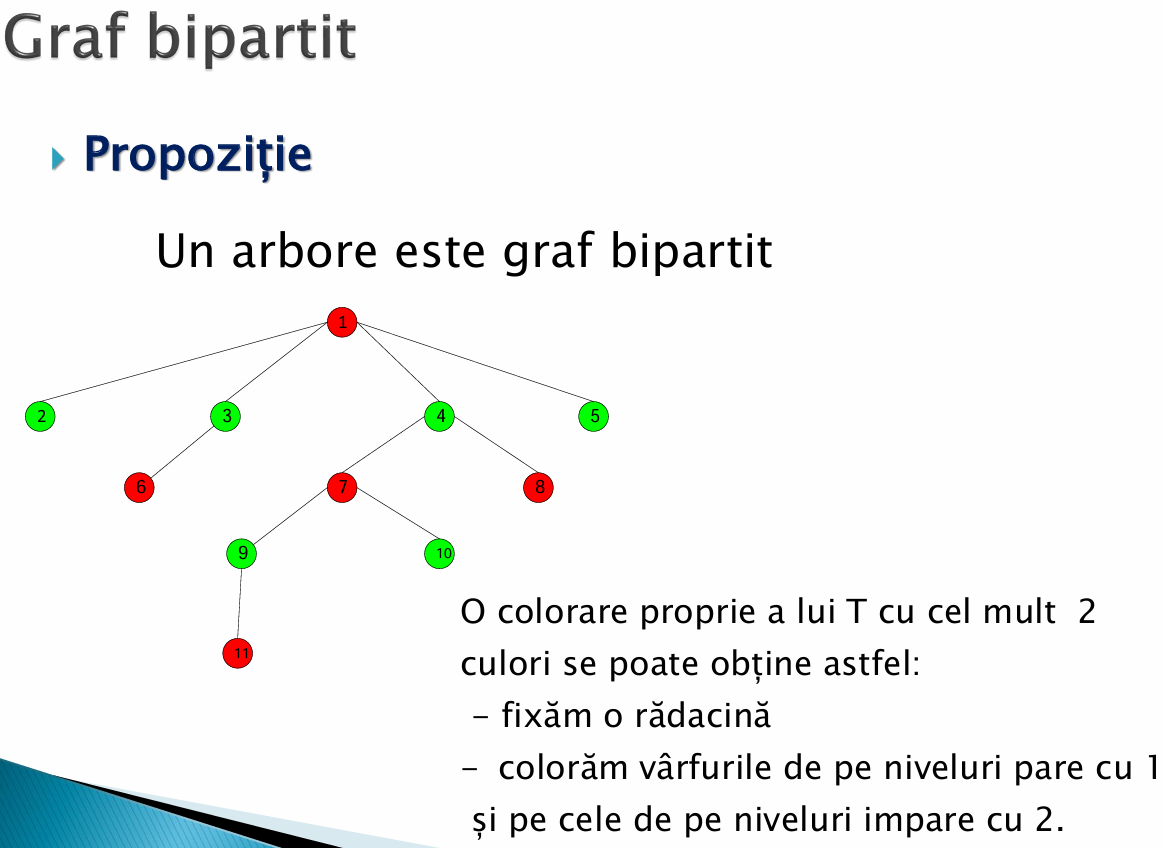 Graf bipartit
Propoziție
Un arbore este graf bipartit
1
2 3 4 5
6 7 8
9 10
11
O colorare proprie a lui T cu cel mult 2
culori se poate obține astfel:
- fixăm o rădacină
- colorăm vârfurile de pe niveluri pare cu 1
și pe cele de pe niveluri impare cu 2.